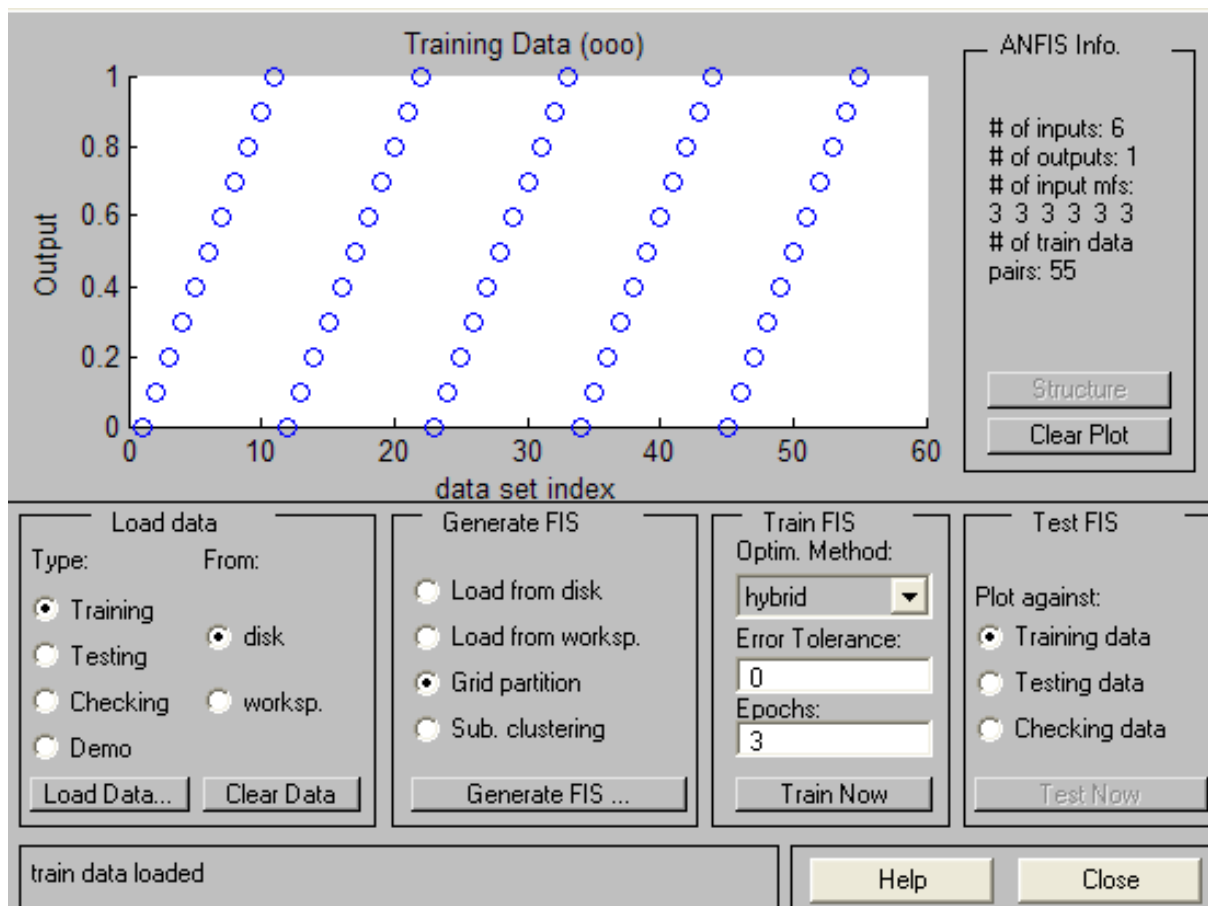 Training Data (ooo)
1
0.8
0.6
0.4
0.2
0
Output
0 10 20 30 40 50 60
data set index
ANFIS Info.
# of inputs: 6
# of outputs: 1
# of input mfs:
3 3 3 3 3 3
# of train data
pairs: 55
Structure
Clear Plot
Load data
Type: From:
Training
Testing
Checking
Demo
disk
worksp.
Load Data... Clear Data
Generate FIS
Load from disk
Load from worksp.
Grid partition
Sub. clustering
Generate FIS ...
Train FIS
Optim. Method:
hybrid
Error Tolerance:
0
Epochs:
3
Train Now
Test FIS
Plot against:
Training data
Testing data
Checking data
Test Now
train data loaded
Help Close